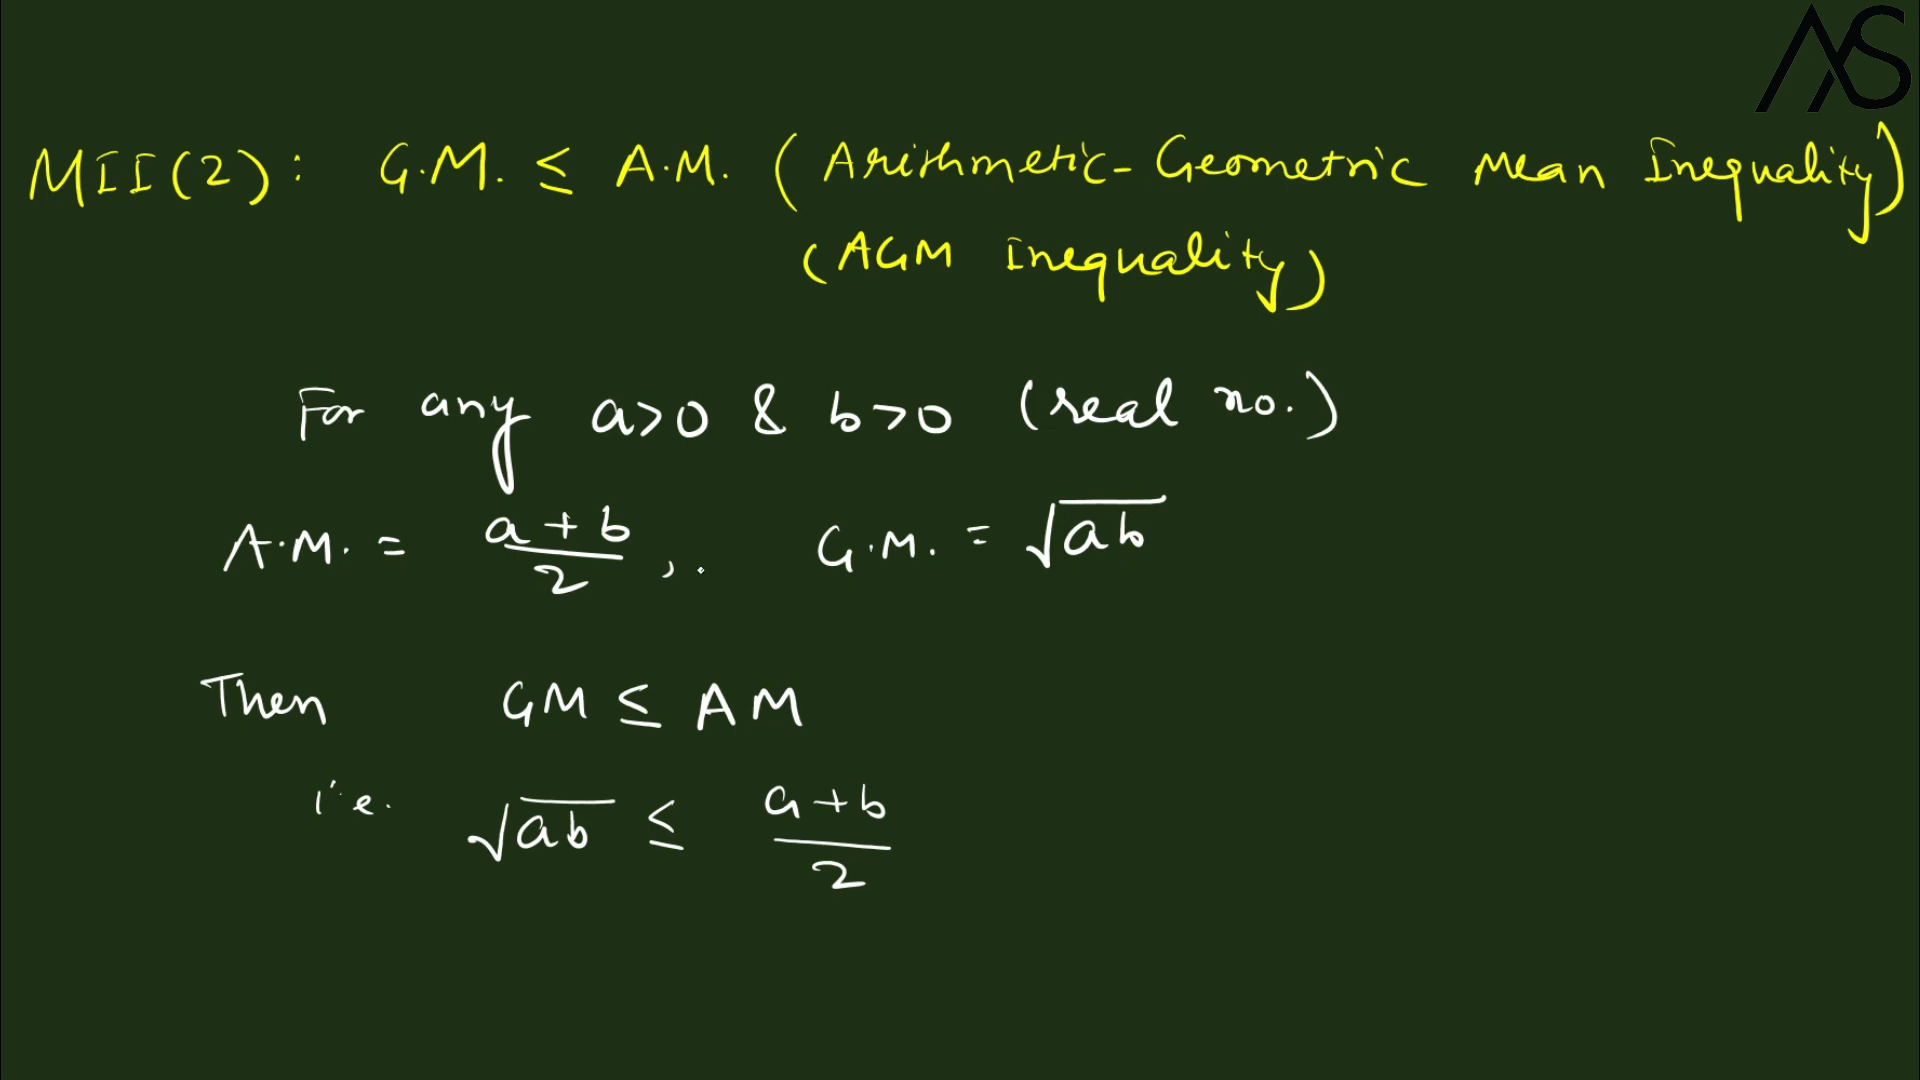 AS
MII(2): G.M. ≤ A.M. (Arithmetic-Geometric Mean Inequality)
(AGM Inequality)
For any a>0 & b>0 (real no.)
A.M. = a+b/2, . G.M. = √ab
Then GM ≤ AM
i.e. √ab ≤ a+b/2